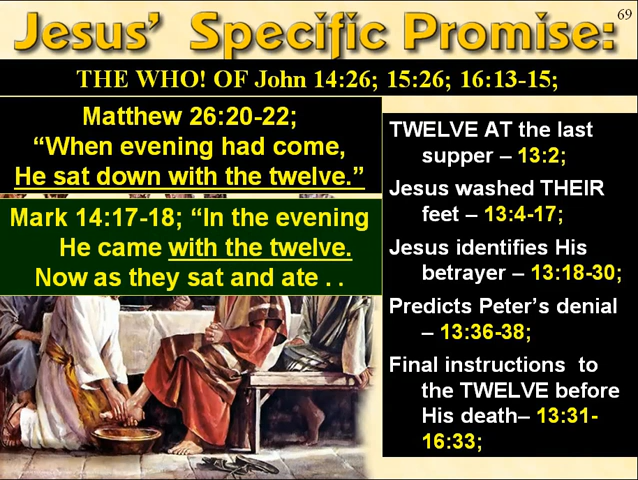 69
Jesus’ Specific Promise:
THE WHO! OF John 14:26; 15:26; 16:13-15;
Matthew 26:20-22;
“When evening had come,
He sat down with the twelve.”
Mark 14:17-18; “In the evening
He came with the twelve.
Now as they sat and ate . .
TWELVE AT the last
supper – 13:2;
Jesus washed THEIR
feet – 13:4-17;
Jesus identifies His
betrayer – 13:18-30;
Predicts Peter’s denial
– 13:36-38;
Final instructions to
the TWELVE before
His death– 13:31-
16:33;